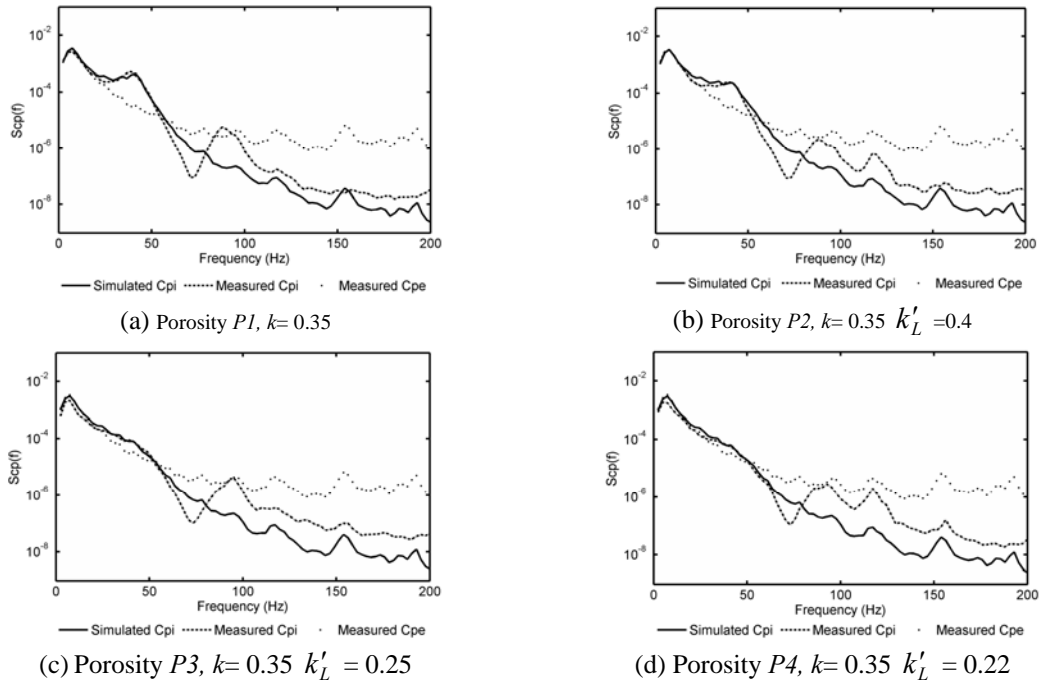 10⁻²
10⁻⁴
10⁻⁶
10⁻⁸
Scp(f)
0 50 100 150 200
Frequency (Hz)
Simulated Cpi Measured Cpi Measured Cpe
(a) Porosity P1, k= 0.35
10⁻²
10⁻⁴
10⁻⁶
10⁻⁸
Scp(f)
0 50 100 150 200
Frequency (Hz)
Simulated Cpi Measured Cpi Measured Cpe
(b) Porosity P2, k= 0.35 k′L =0.4
10⁻²
10⁻⁴
10⁻⁶
10⁻⁸
Scp(f)
0 50 100 150 200
Frequency (Hz)
Simulated Cpi Measured Cpi Measured Cpe
(c) Porosity P3, k= 0.35 k′L = 0.25
10⁻²
10⁻⁴
10⁻⁶
10⁻⁸
Scp(f)
0 50 100 150 200
Frequency (Hz)
Simulated Cpi Measured Cpi Measured Cpe
(d) Porosity P4, k= 0.35 k′L = 0.22